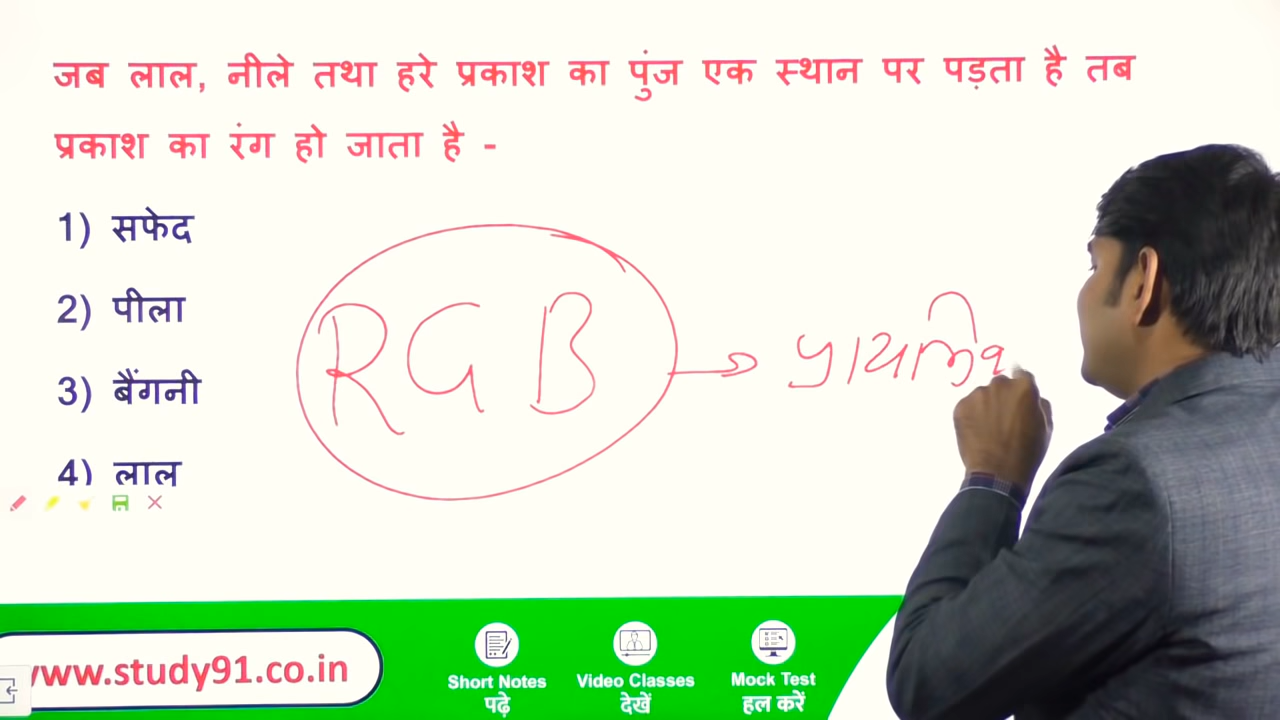 जब लाल, नीले तथा हरे प्रकाश का पुंज एक स्थान पर पड़ता है तब
प्रकाश का रंग हो जाता है -
1) सफेद
2) पीला
3) बैंगनी
4) लाल
RGB
www.study91.co.in
Short Notes
पढ़े
Video Classes
देखें
Mock Test
हल करें